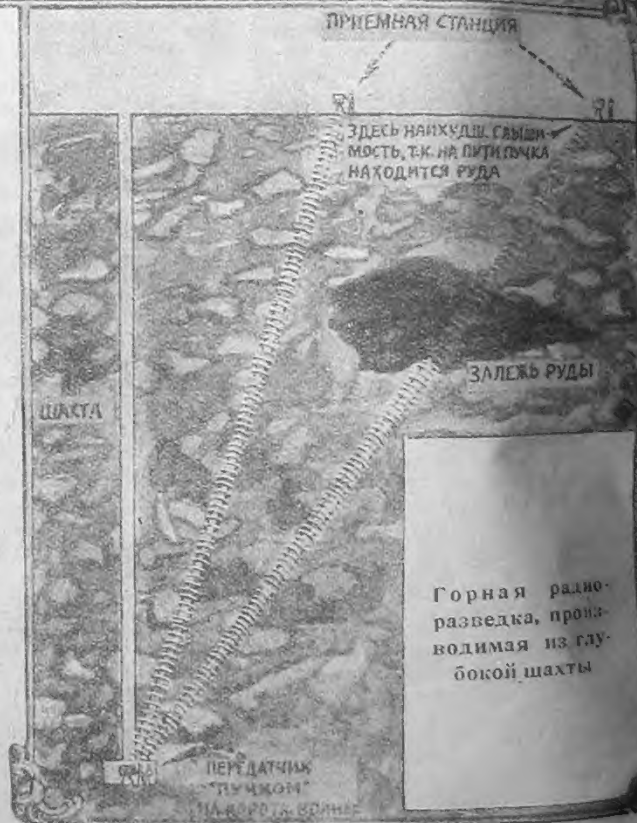 ПРИЕМНАЯ СТАНЦИЯ
ЗДЕСЬ НАИХУДШ. СЛЫШИ-
МОСТЬ, Т.К. НА ПУТИ ПУЧКА
НАХОДИТСЯ РУДА
ЗАЛЕЖЬ РУДЫ
ШАХТА
Горная радио-
разведка, произ-
водимая из глу-
бокой шахты
ПЕРЕДАТЧИК
"ПУЧКОМ"